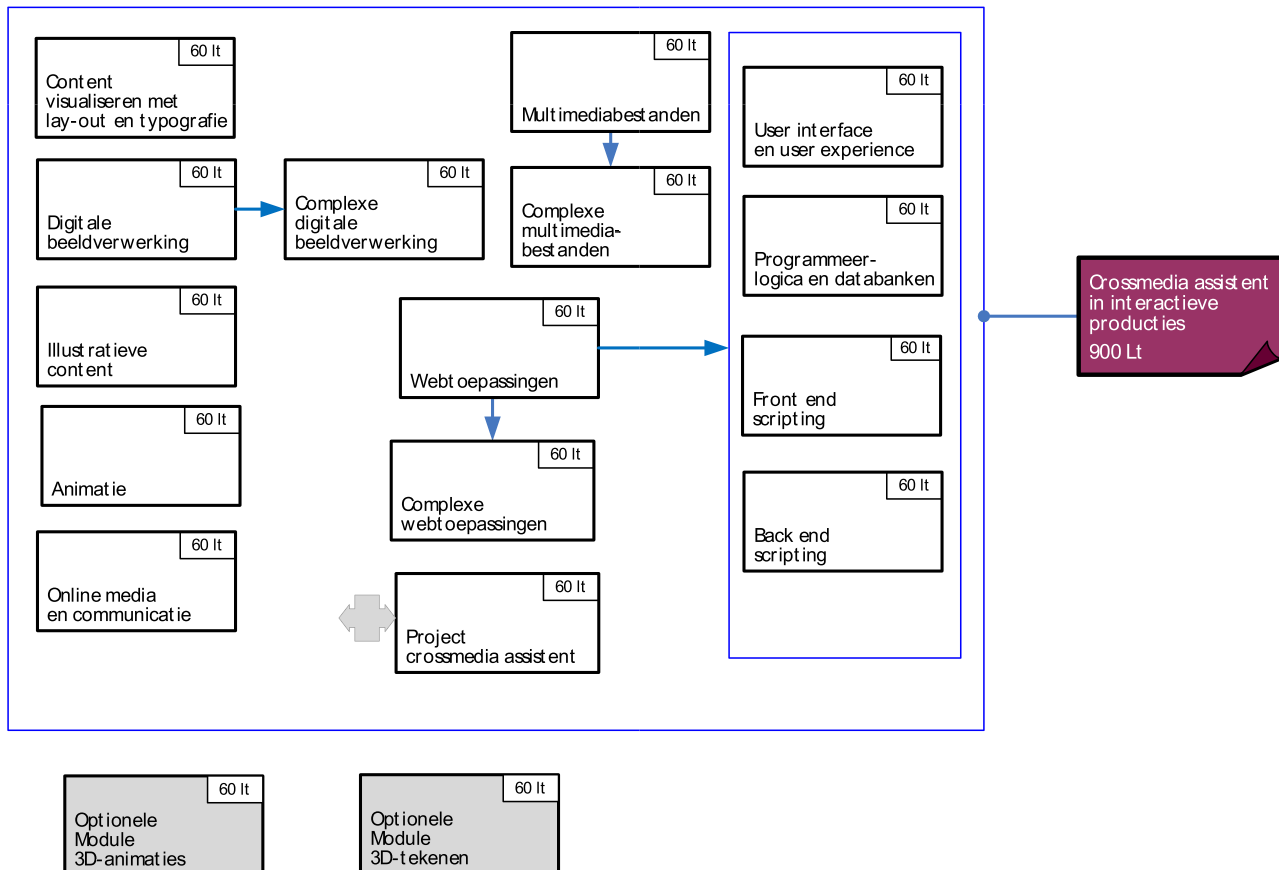 60 lt
Content
visualiseren met
lay-out en typografie
60 lt
Digitale
beeldverwerking
60 lt
Complexe
digitale
beeldverwerking
60 lt
Illustratieve
content
60 lt
Animatie
60 lt
Online media
en communicatie
60 lt
Multimediabestanden
60 lt
Complexe
multimedia-
bestanden
60 lt
Webtoepassingen
60 lt
Complexe
webtoepassingen
60 lt
Project
crossmedia assistent
60 lt
User interface
en user experience
60 lt
Programmeer-
logica en databanken
60 lt
Front end
scripting
60 lt
Back end
scripting
Crossmedia assistent
in interactieve
producties
900 Lt
60 lt
Optionele
Module
3D-animaties
60 lt
Optionele
Module
3D-tekenen